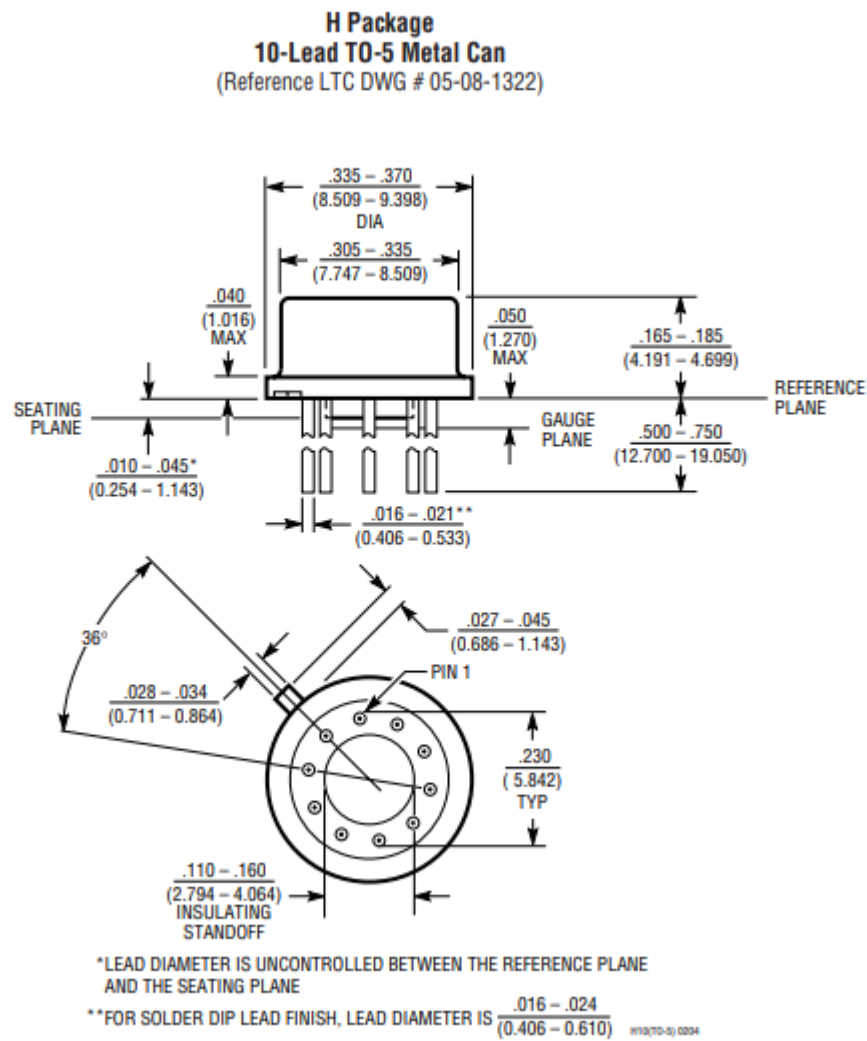 H Package
10-Lead TO-5 Metal Can
(Reference LTC DWG # 05-08-1322)
.335 – .370
(8.509 – 9.398)
DIA
.305 – .335
(7.747 – 8.509)
.040
(1.016)
MAX
.050
(1.270)
MAX
.165 – .185
(4.191 – 4.699)
REFERENCE
PLANE
SEATING
PLANE
GAUGE
PLANE
.500 – .750
(12.700 – 19.050)
.010 – .045*
(0.254 – 1.143)
.016 – .021**
(0.406 – 0.533)
36°
.027 – .045
(0.686 – 1.143)
PIN 1
.028 – .034
(0.711 – 0.864)
.230
( 5.842)
TYP
.110 – .160
(2.794 – 4.064)
INSULATING
STANDOFF
*LEAD DIAMETER IS UNCONTROLLED BETWEEN THE REFERENCE PLANE
AND THE SEATING PLANE
.016 – .024
**FOR SOLDER DIP LEAD FINISH, LEAD DIAMETER IS
(0.406 – 0.610)
H10(TO-5) 0204